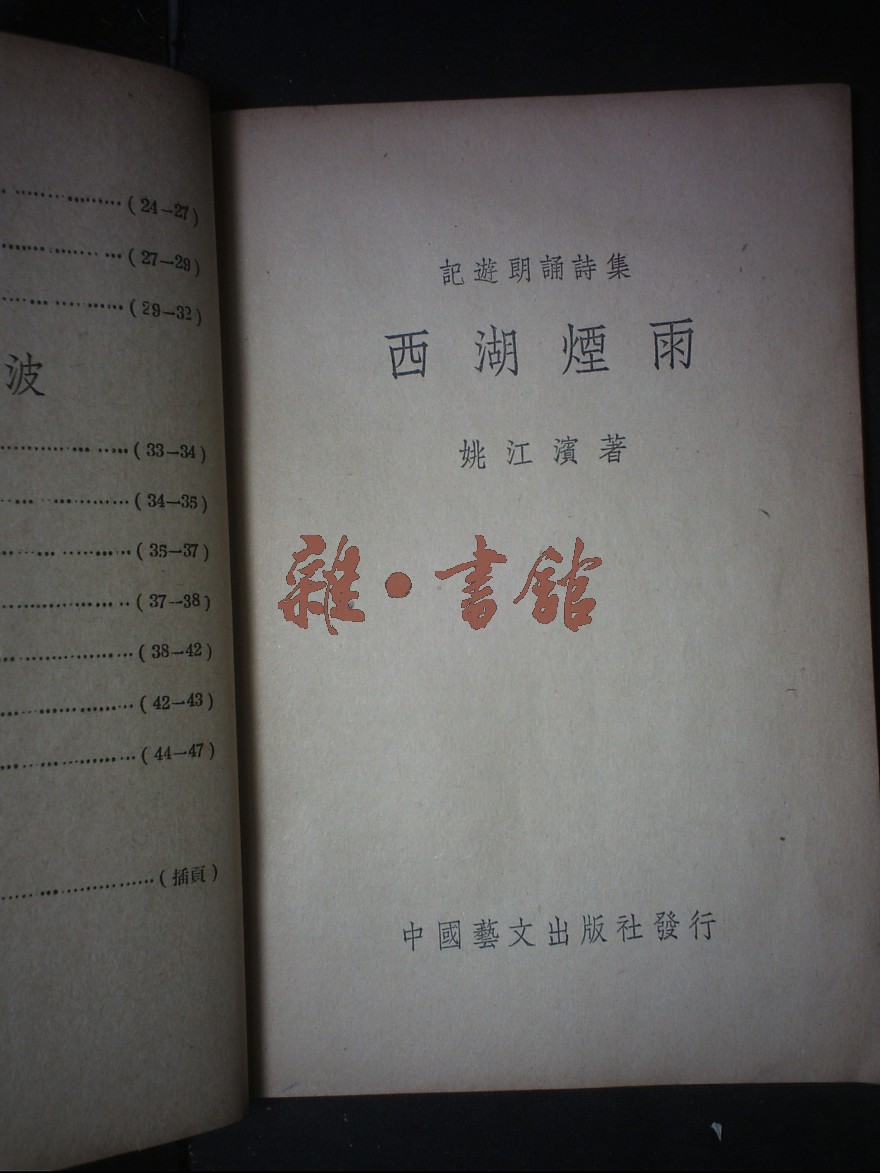 ……………(24—27)
……………(27—29)
……………(29—32)
波
……………(33—34)
……………(34—35)
……………(35—37)
……………(37—38)
……………(38—42)
……………(42—43)
……………(44—47)
……………(插頁)
記遊朗誦詩集
西湖煙雨
姚江濱著
雜·書館
中國藝文出版社發行